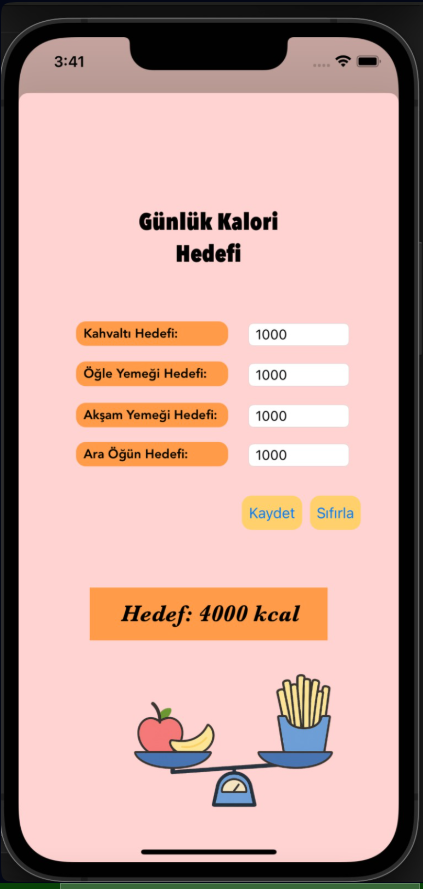 3:41
Günlük Kalori
Hedefi
Kahvaltı Hedefi: 1000
Öğle Yemeği Hedefi: 1000
Akşam Yemeği Hedefi: 1000
Ara Öğün Hedefi: 1000
Kaydet Sıfırla
Hedef: 4000 kcal